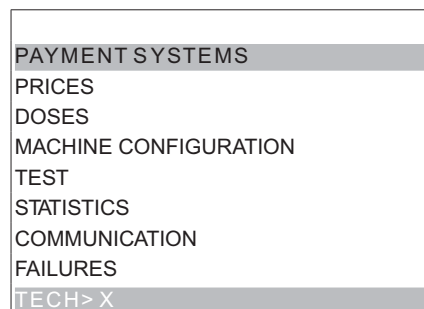 PAYMENT SYSTEMS
PRICES
DOSES
MACHINE CONFIGURATION
TEST
STATISTICS
COMMUNICATION
FAILURES
TECH> X